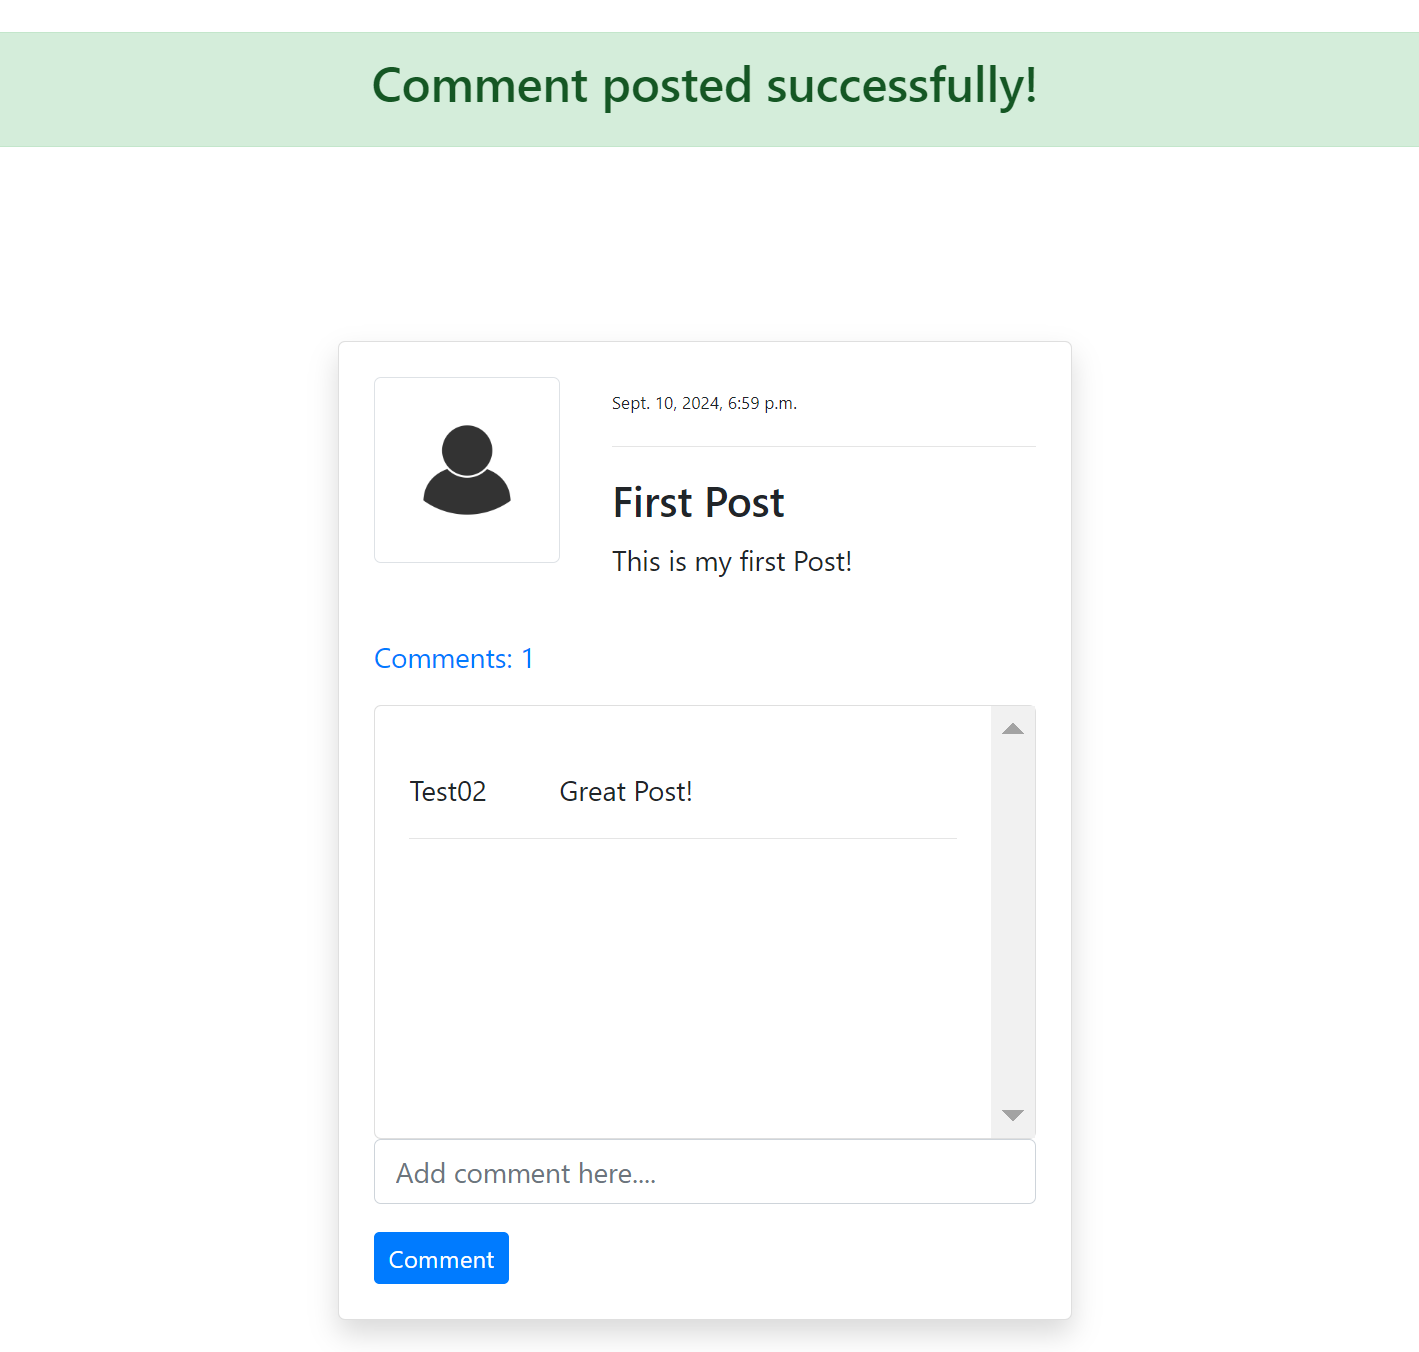 Comment posted successfully!
Sept. 10, 2024, 6:59 p.m.
First Post
This is my first Post!
Comments: 1
Test02 Great Post!
Add comment here....
Comment